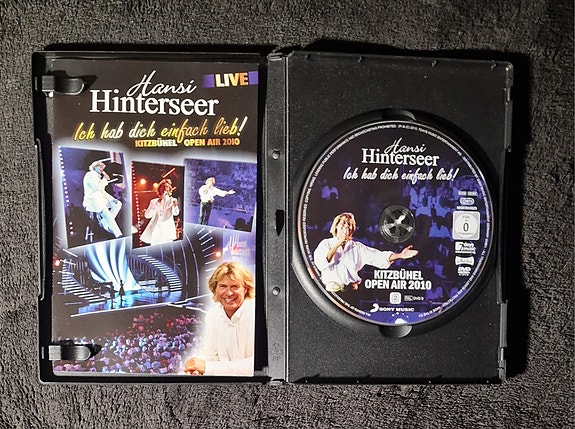 Hansi
LIVE
Hinterseer
Ich hab dich einfach lieb!
KITZBÜHEL OPEN AIR 2010
Hansi
Hinterseer
Ich hab dich einfach lieb!
0
KITZBÜHEL
OPEN AIR 2010
DVD
SONY MUSIC